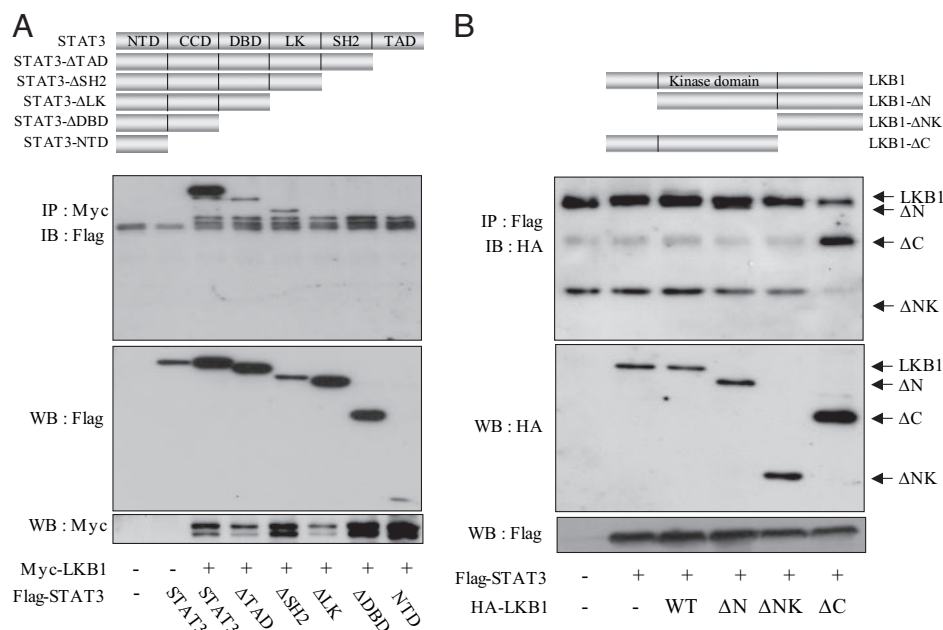 A
STAT3 NTD CCD DBD LK SH2 TAD
STAT3-ΔTAD
STAT3-ΔSH2
STAT3-ΔLK
STAT3-ΔDBD
STAT3-NTD
IP : Myc
IB : Flag
WB : Flag
WB : Myc
Myc-LKB1 - - + + + + + +
Flag-STAT3 - STAT3 STAT3 ΔTAD ΔSH2 ΔLK ΔDBD NTD
B
Kinase domain LKB1
LKB1-ΔN
LKB1-ΔNK
LKB1-ΔC
IP : Flag
IB : HA
LKB1
ΔN
ΔC
ΔNK
WB : HA
LKB1
ΔN
ΔC
ΔNK
WB : Flag
Flag-STAT3 - + + + + +
HA-LKB1 - - WT ΔN ΔNK ΔC